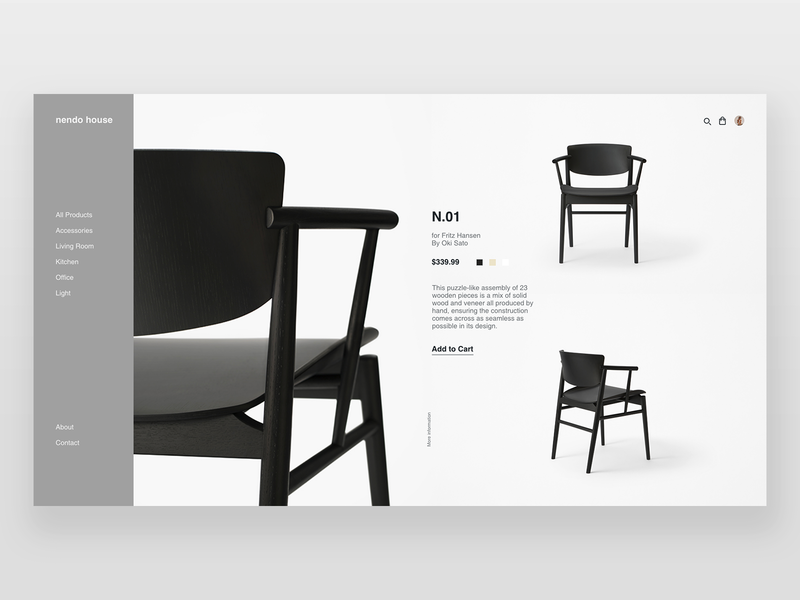 nendo house
All Products
Accessories
Living Room
Kitchen
Office
Light
About
Contact
N.01
for Fritz Hansen
By Oki Sato
$339.99
This puzzle-like assembly of 23
wooden pieces is a mix of solid
wood and veneer all produced by
hand, ensuring the construction
comes across as seamless as
possible in its design.
Add to Cart
More information